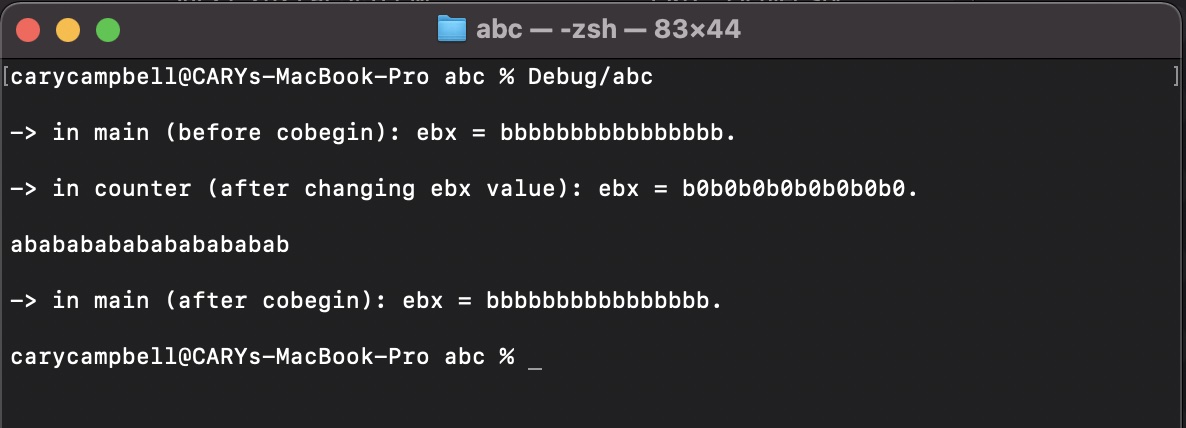 abc — -zsh — 83×44
[carycampbell@CARYs-MacBook-Pro abc % Debug/abc ]
-> in main (before cobegin): ebx = bbbbbbbbbbbbbbbb.
-> in counter (after changing ebx value): ebx = b0b0b0b0b0b0b0b0.
abababababababababab
-> in main (after cobegin): ebx = bbbbbbbbbbbbbbbb.
carycampbell@CARYs-MacBook-Pro abc % _